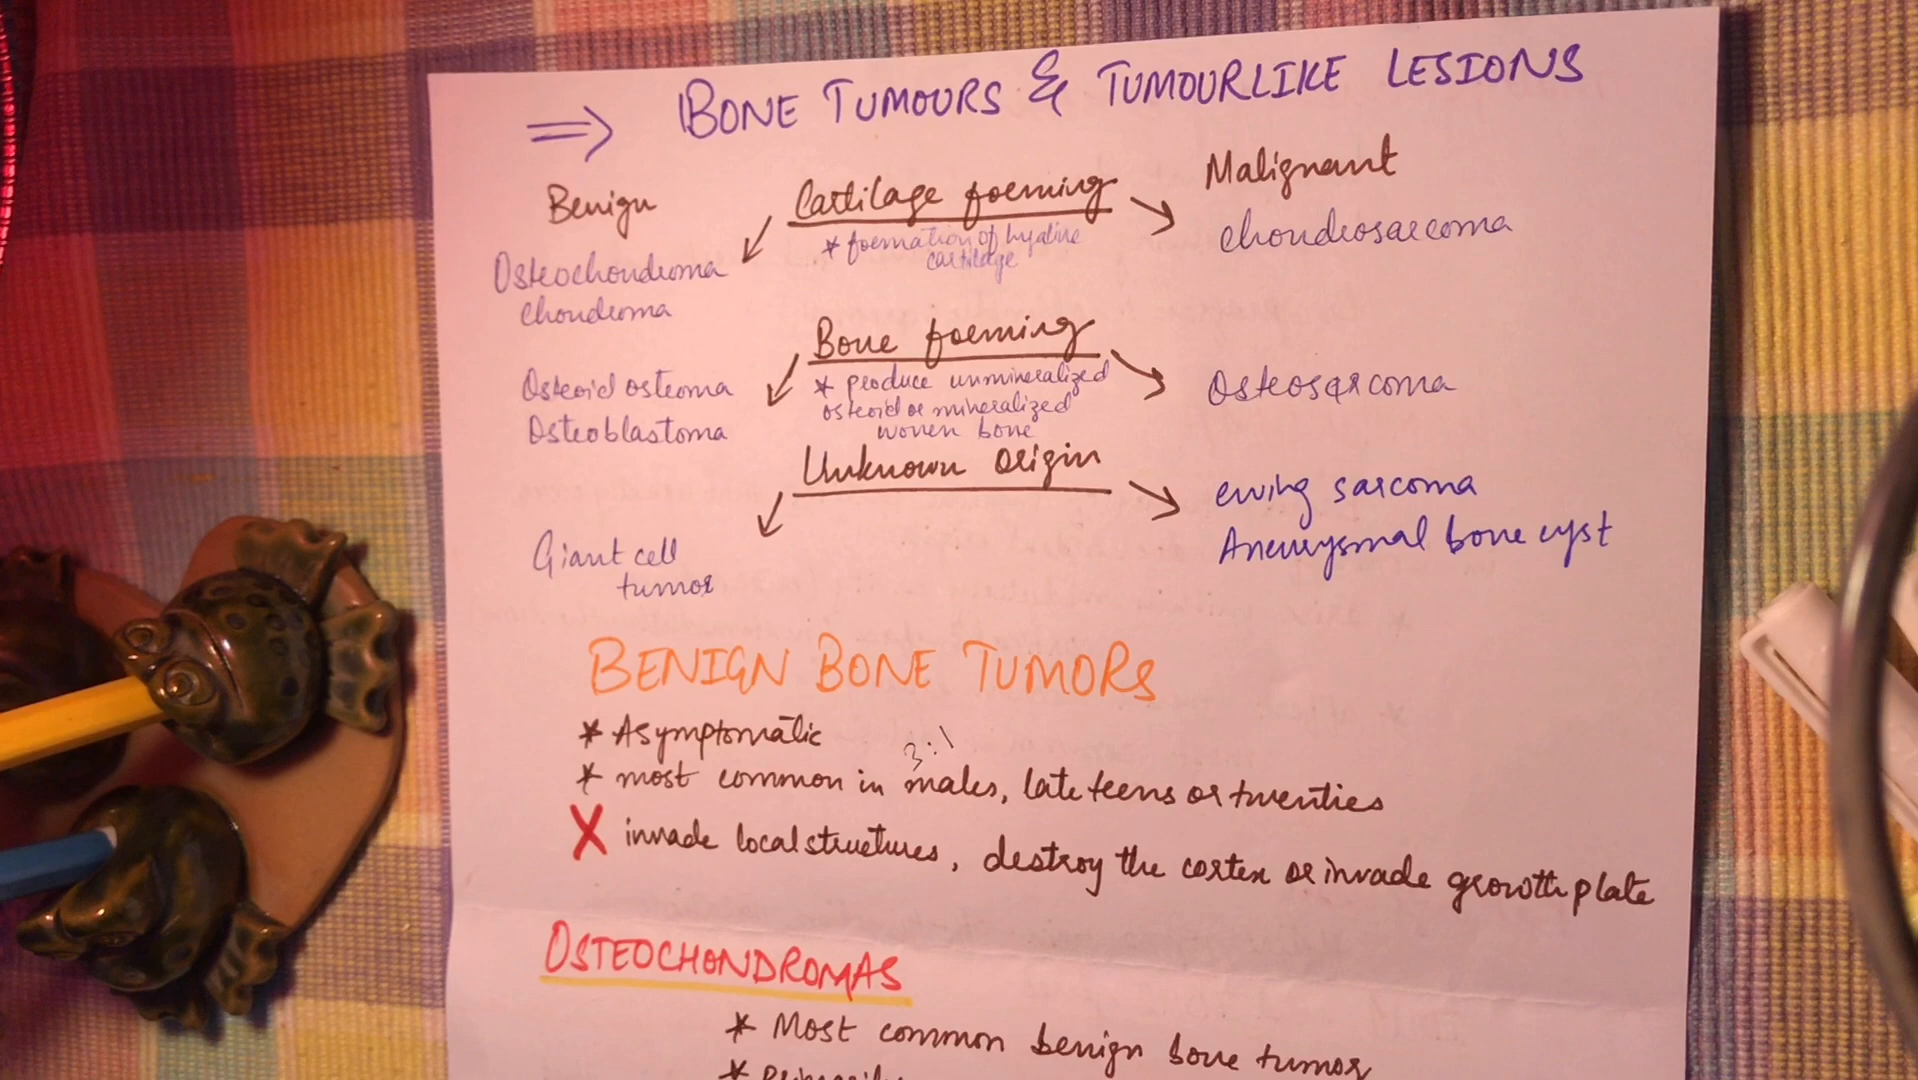 ⇒ BONE TUMOURS & TUMOURLIKE LESIONS
Benign
Cartilage forming
Malignant
* formation of hyaline
cartilage
chondrosarcoma
Osteochondroma
Chondroma
Bone forming
* produce unmineralized
osteoid or mineralized
woven bone
Osteoid osteoma
Osteoblastoma
Osteosarcoma
Unknown origin
Giant cell
tumor
ewing sarcoma
Aneurysmal bone cyst
BENIGN BONE TUMORS
* Asymptomatic
3:1
* most common in males, late teens or twenties
X invade local structures, destroy the cortex or invade growth plate
OSTEOCHONDROMAS
* Most common benign bone tumor